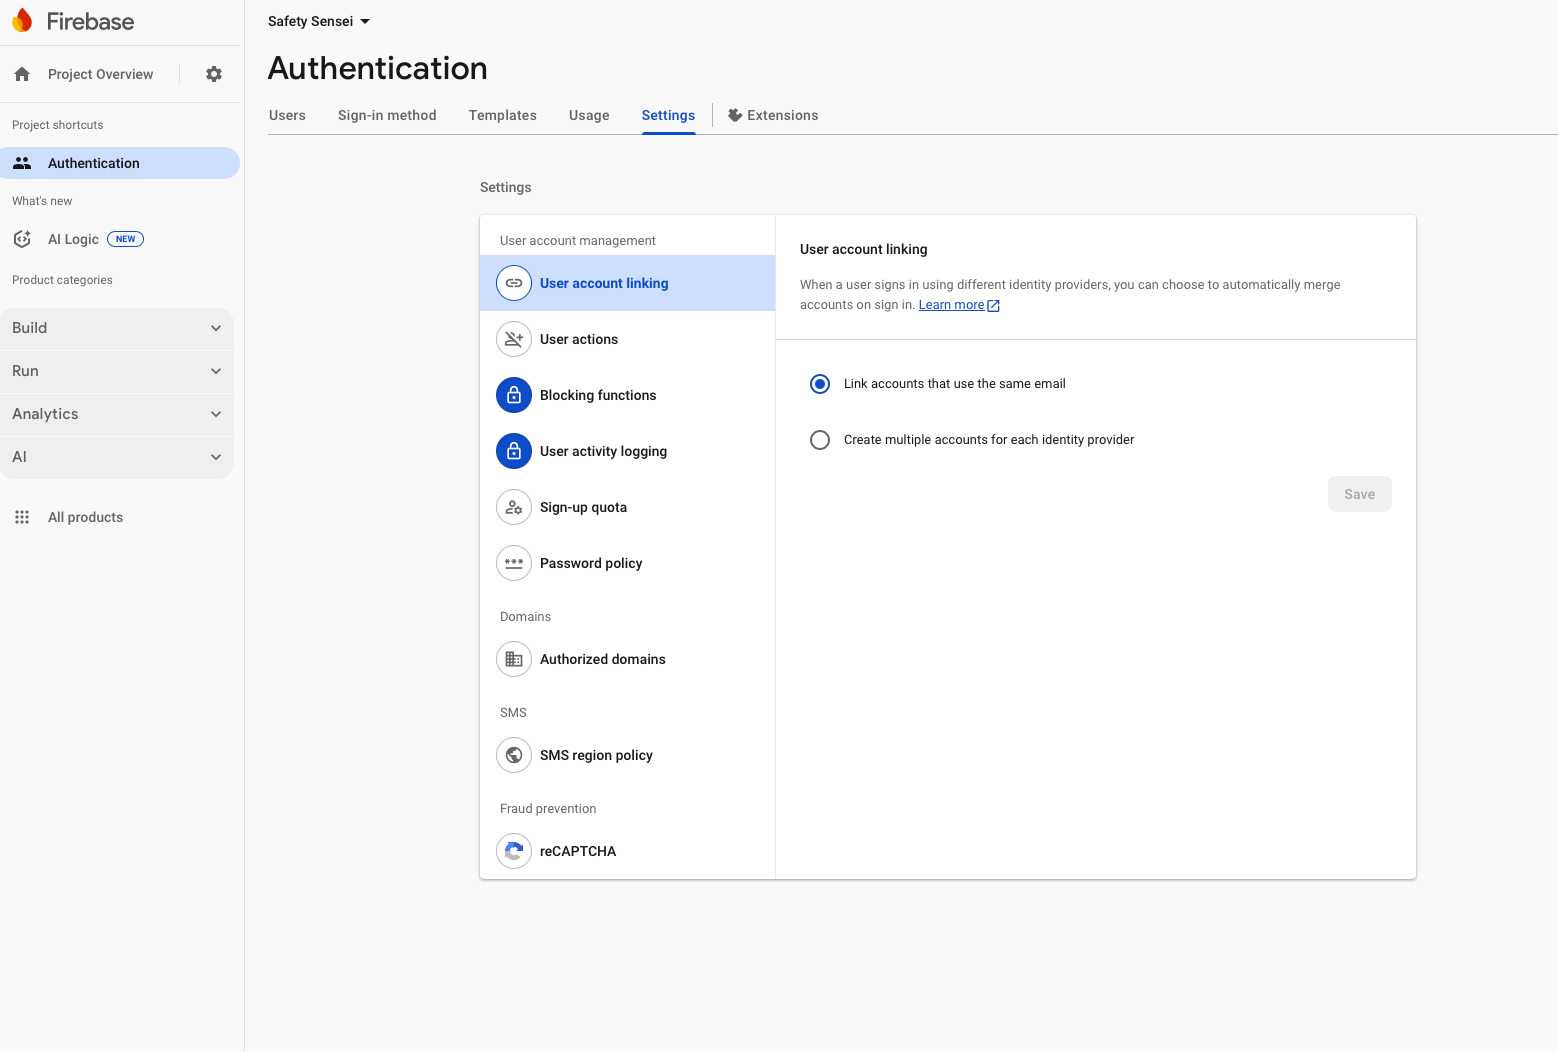 Firebase
Project Overview
Project shortcuts
Authentication
What's new
AI Logic NEW
Product categories
Build
Run
Analytics
AI
All products
Safety Sensei
Authentication
Users Sign-in method Templates Usage Settings Extensions
Settings
User account management
User account linking
User actions
Blocking functions
User activity logging
Sign-up quota
Password policy
Domains
Authorized domains
SMS
SMS region policy
Fraud prevention
reCAPTCHA
User account linking
When a user signs in using different identity providers, you can choose to automatically merge
accounts on sign in. Learn more
Link accounts that use the same email
Create multiple accounts for each identity provider
Save